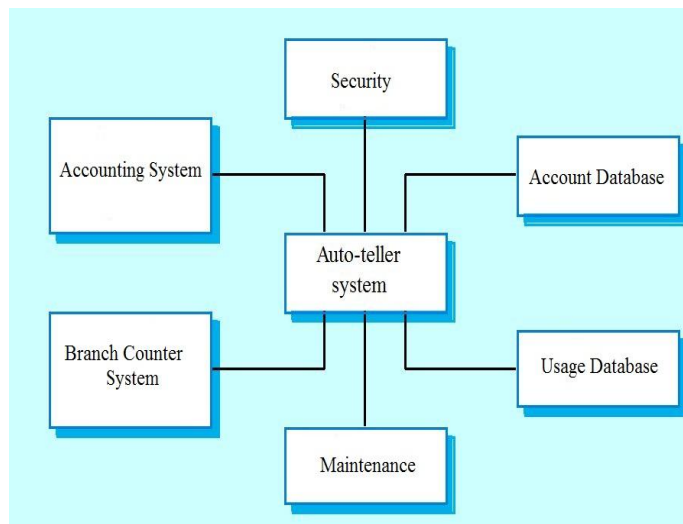 Security
Accounting System
Account Database
Auto-teller
system
Branch Counter
System
Usage Database
Maintenance